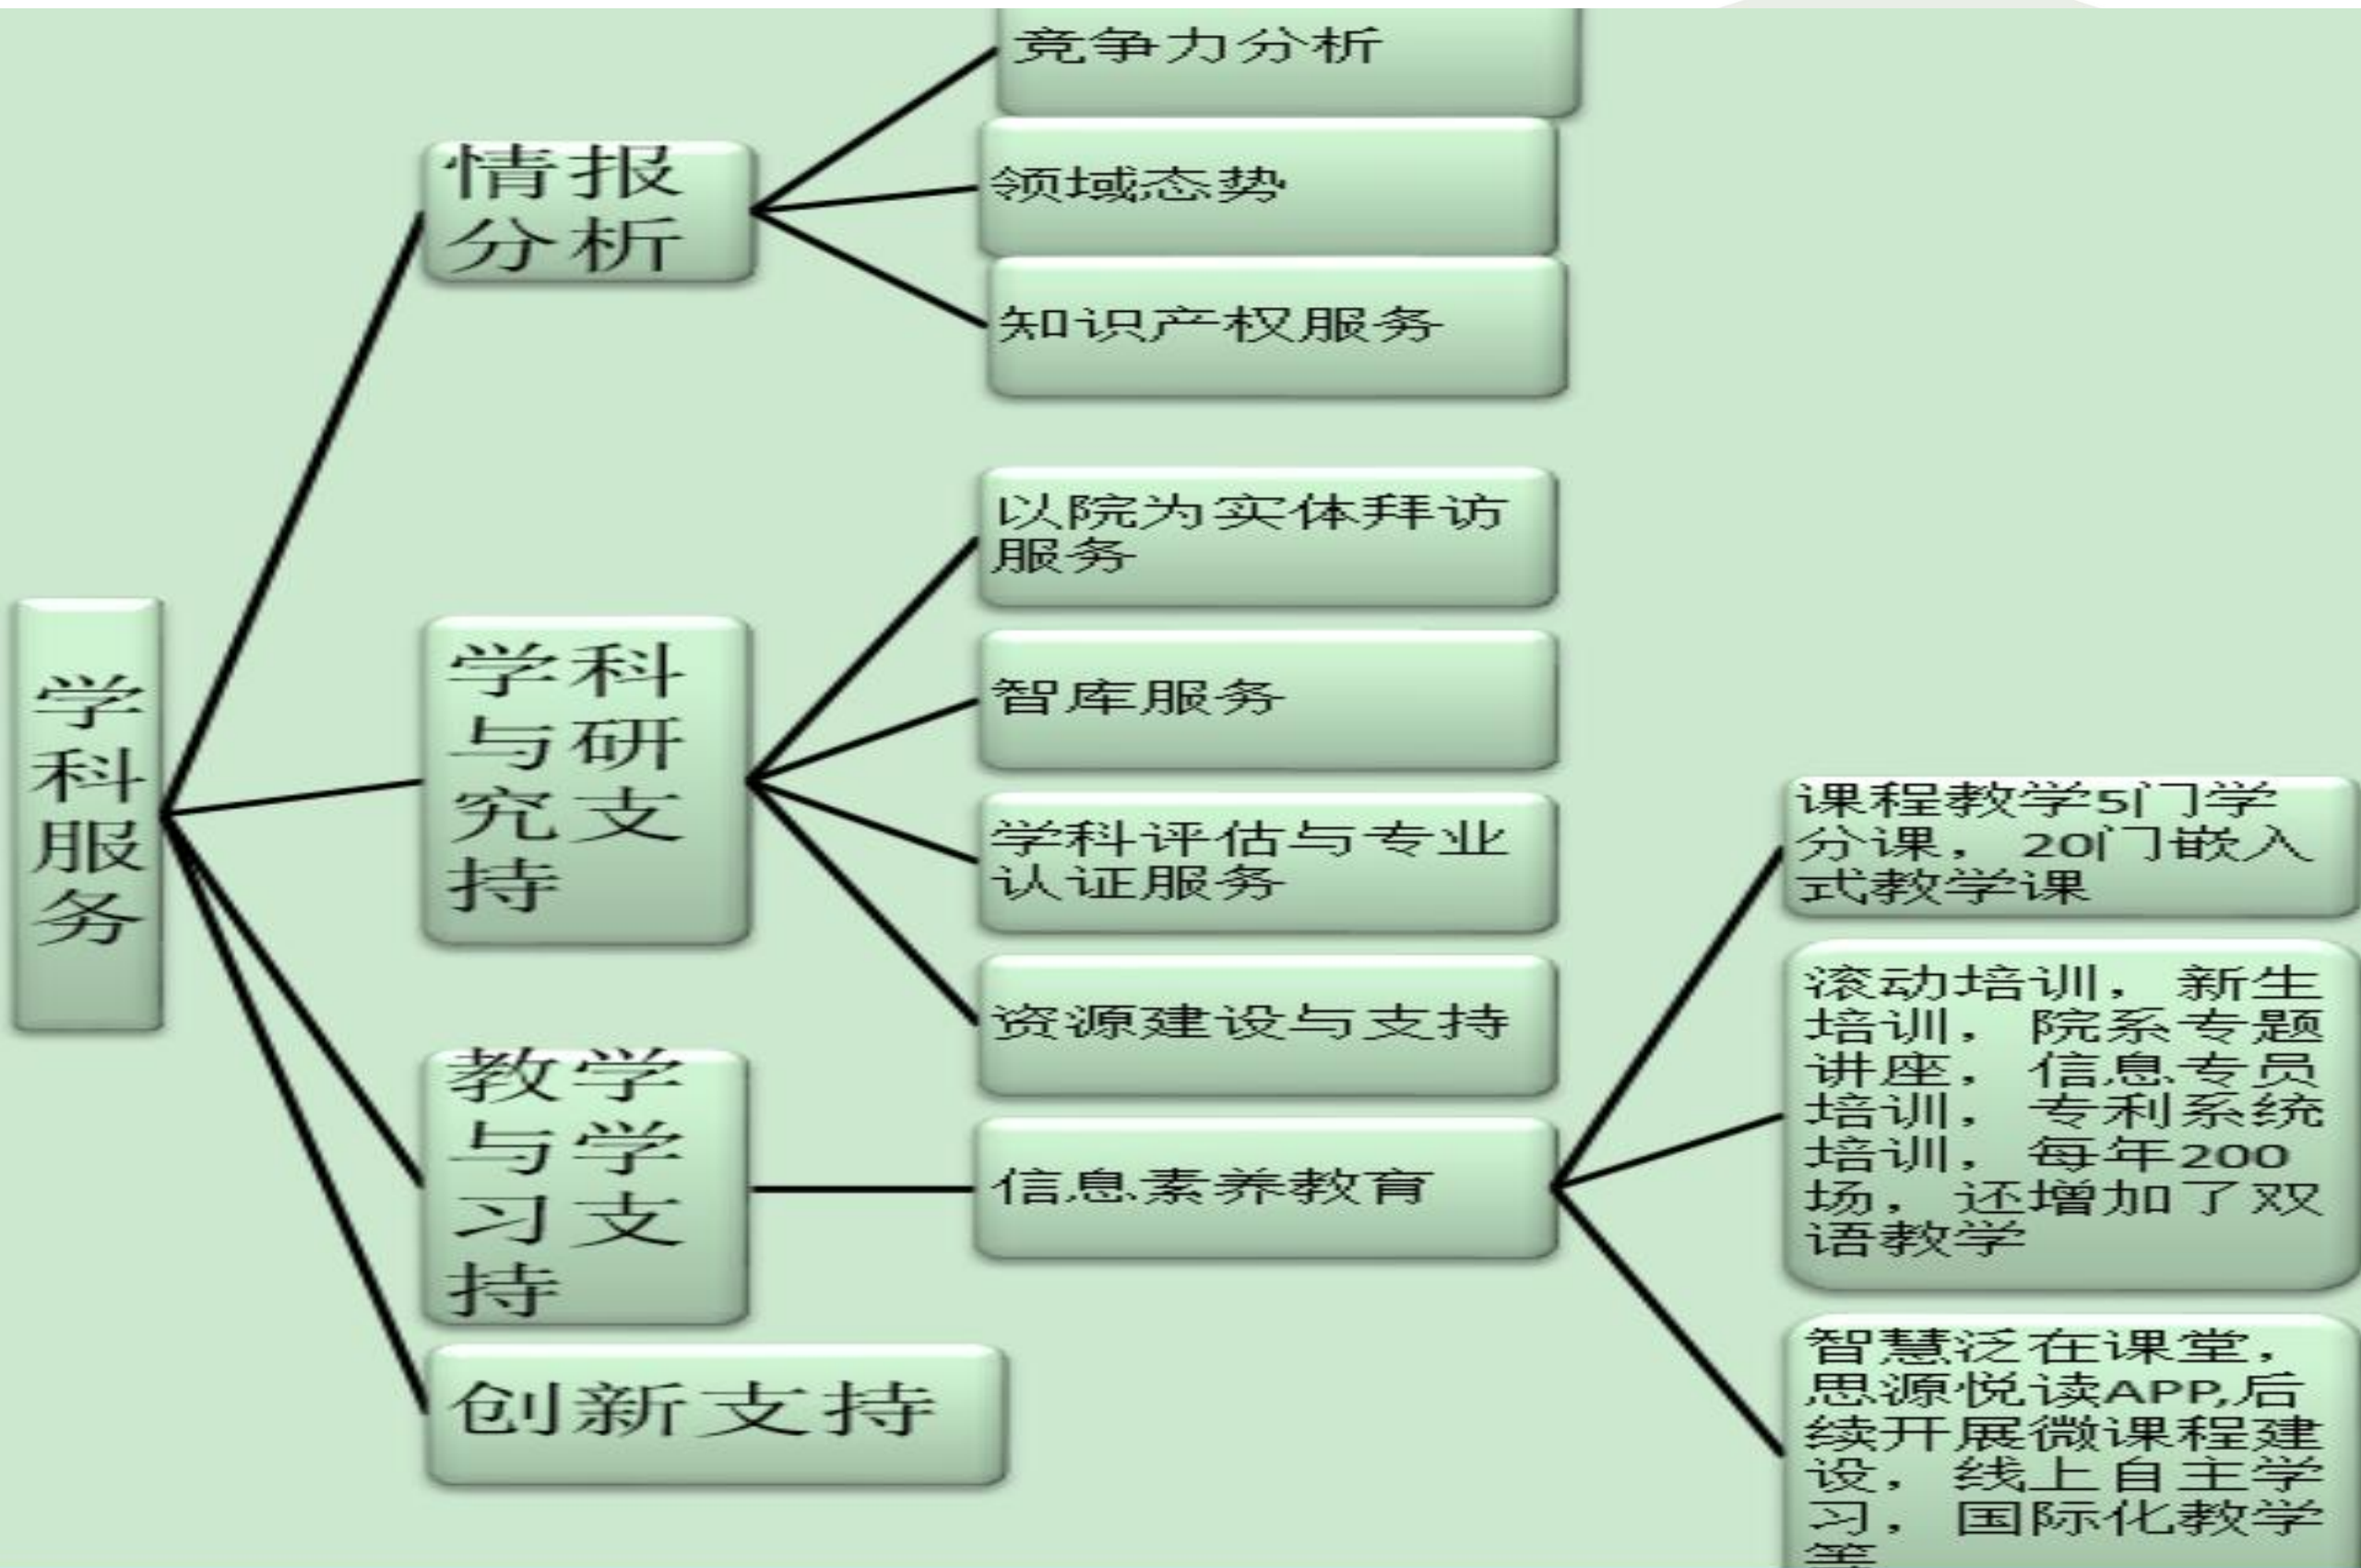 学
科
服
务
情报
分析
竞争力分析
领域态势
知识产权服务
学科
与研
究支
持
以院为实体拜访
服务
智库服务
学科评估与专业
认证服务
资源建设与支持
教学
与学
习支
持
信息素养教育
课程教学5门学
分课，20门嵌入
式教学课
滚动培训，新生
培训，院系专题
讲座，信息专员
培训，专利系统
培训，每年200
场，还增加了双
语教学
智慧泛在课堂，
思源悦读APP,后
续开展微课程建
设，线上自主学
习，国际化教学
等
创新支持